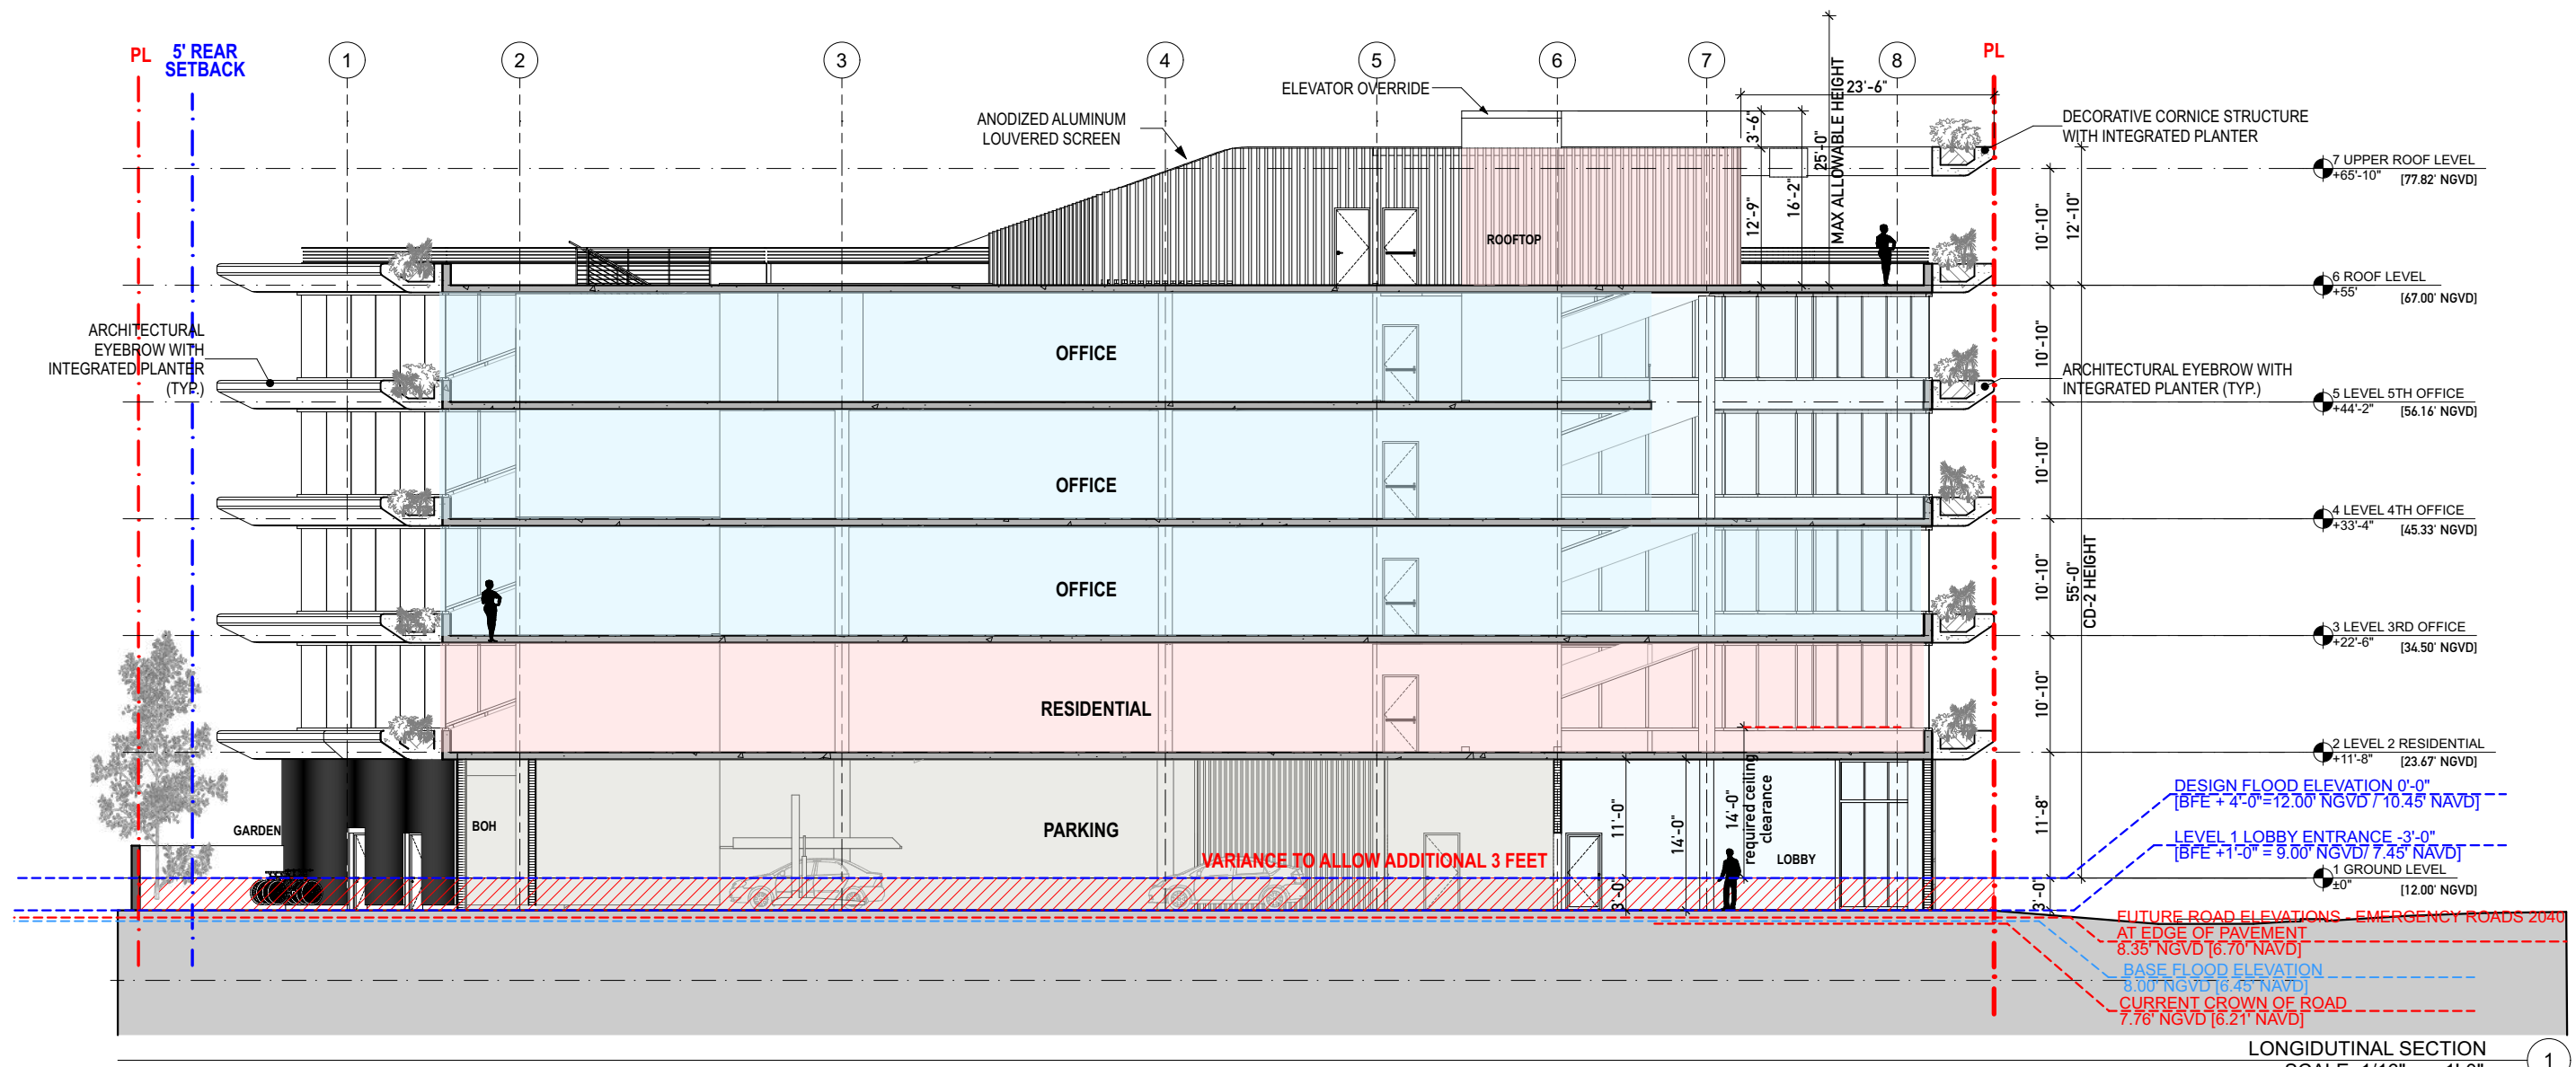 PL
5' REAR
SETBACK
1
2
3
4
5
6
7
8
PL
ELEVATOR OVERRIDE
ANODIZED ALUMINUM
LOUVERED SCREEN
23'-6"
3'-6"
12'-9"
16'-2"
25'-0"
MAX ALLOWABLE HEIGHT
DECORATIVE CORNICE STRUCTURE
WITH INTEGRATED PLANTER
7 UPPER ROOF LEVEL
+65'-10" [77.82' NGVD]
10'-10"
12'-10"
ROOFTOP
6 ROOF LEVEL
+55' [67.00' NGVD]
ARCHITECTURAL
EYEBROW WITH
INTEGRATED PLANTER
(TYP.)
OFFICE
10'-10"
ARCHITECTURAL EYEBROW WITH
INTEGRATED PLANTER (TYP.)
5 LEVEL 5TH OFFICE
+44'-2" [56.16' NGVD]
OFFICE
10'-10"
4 LEVEL 4TH OFFICE
+33'-4" [45.33' NGVD]
OFFICE
10'-10"
55'-0"
CD-2 HEIGHT
3 LEVEL 3RD OFFICE
+22'-6" [34.50' NGVD]
RESIDENTIAL
10'-10"
2 LEVEL 2 RESIDENTIAL
+11'-8" [23.67' NGVD]
DESIGN FLOOD ELEVATION 0'-0"
[BFE + 4'-0"=12.00' NGVD / 10.45' NAVD]
GARDEN
BOH
PARKING
11'-0"
14'-0"
14'-0"
required ceiling
clearance
LOBBY
11'-8"
LEVEL 1 LOBBY ENTRANCE -3'-0"
[BFE +1'-0" = 9.00' NGVD/ 7.45' NAVD]
VARIANCE TO ALLOW ADDITIONAL 3 FEET
1 GROUND LEVEL
±0" [12.00' NGVD]
3'-0"
3'-0"
FUTURE ROAD ELEVATIONS - EMERGENCY ROADS 2040
AT EDGE OF PAVEMENT
8.35' NGVD [6.70' NAVD]
BASE FLOOD ELEVATION
8.00' NGVD [6.45' NAVD]
CURRENT CROWN OF ROAD
7.76' NGVD [6.21' NAVD]
LONGIDUTINAL SECTION
1